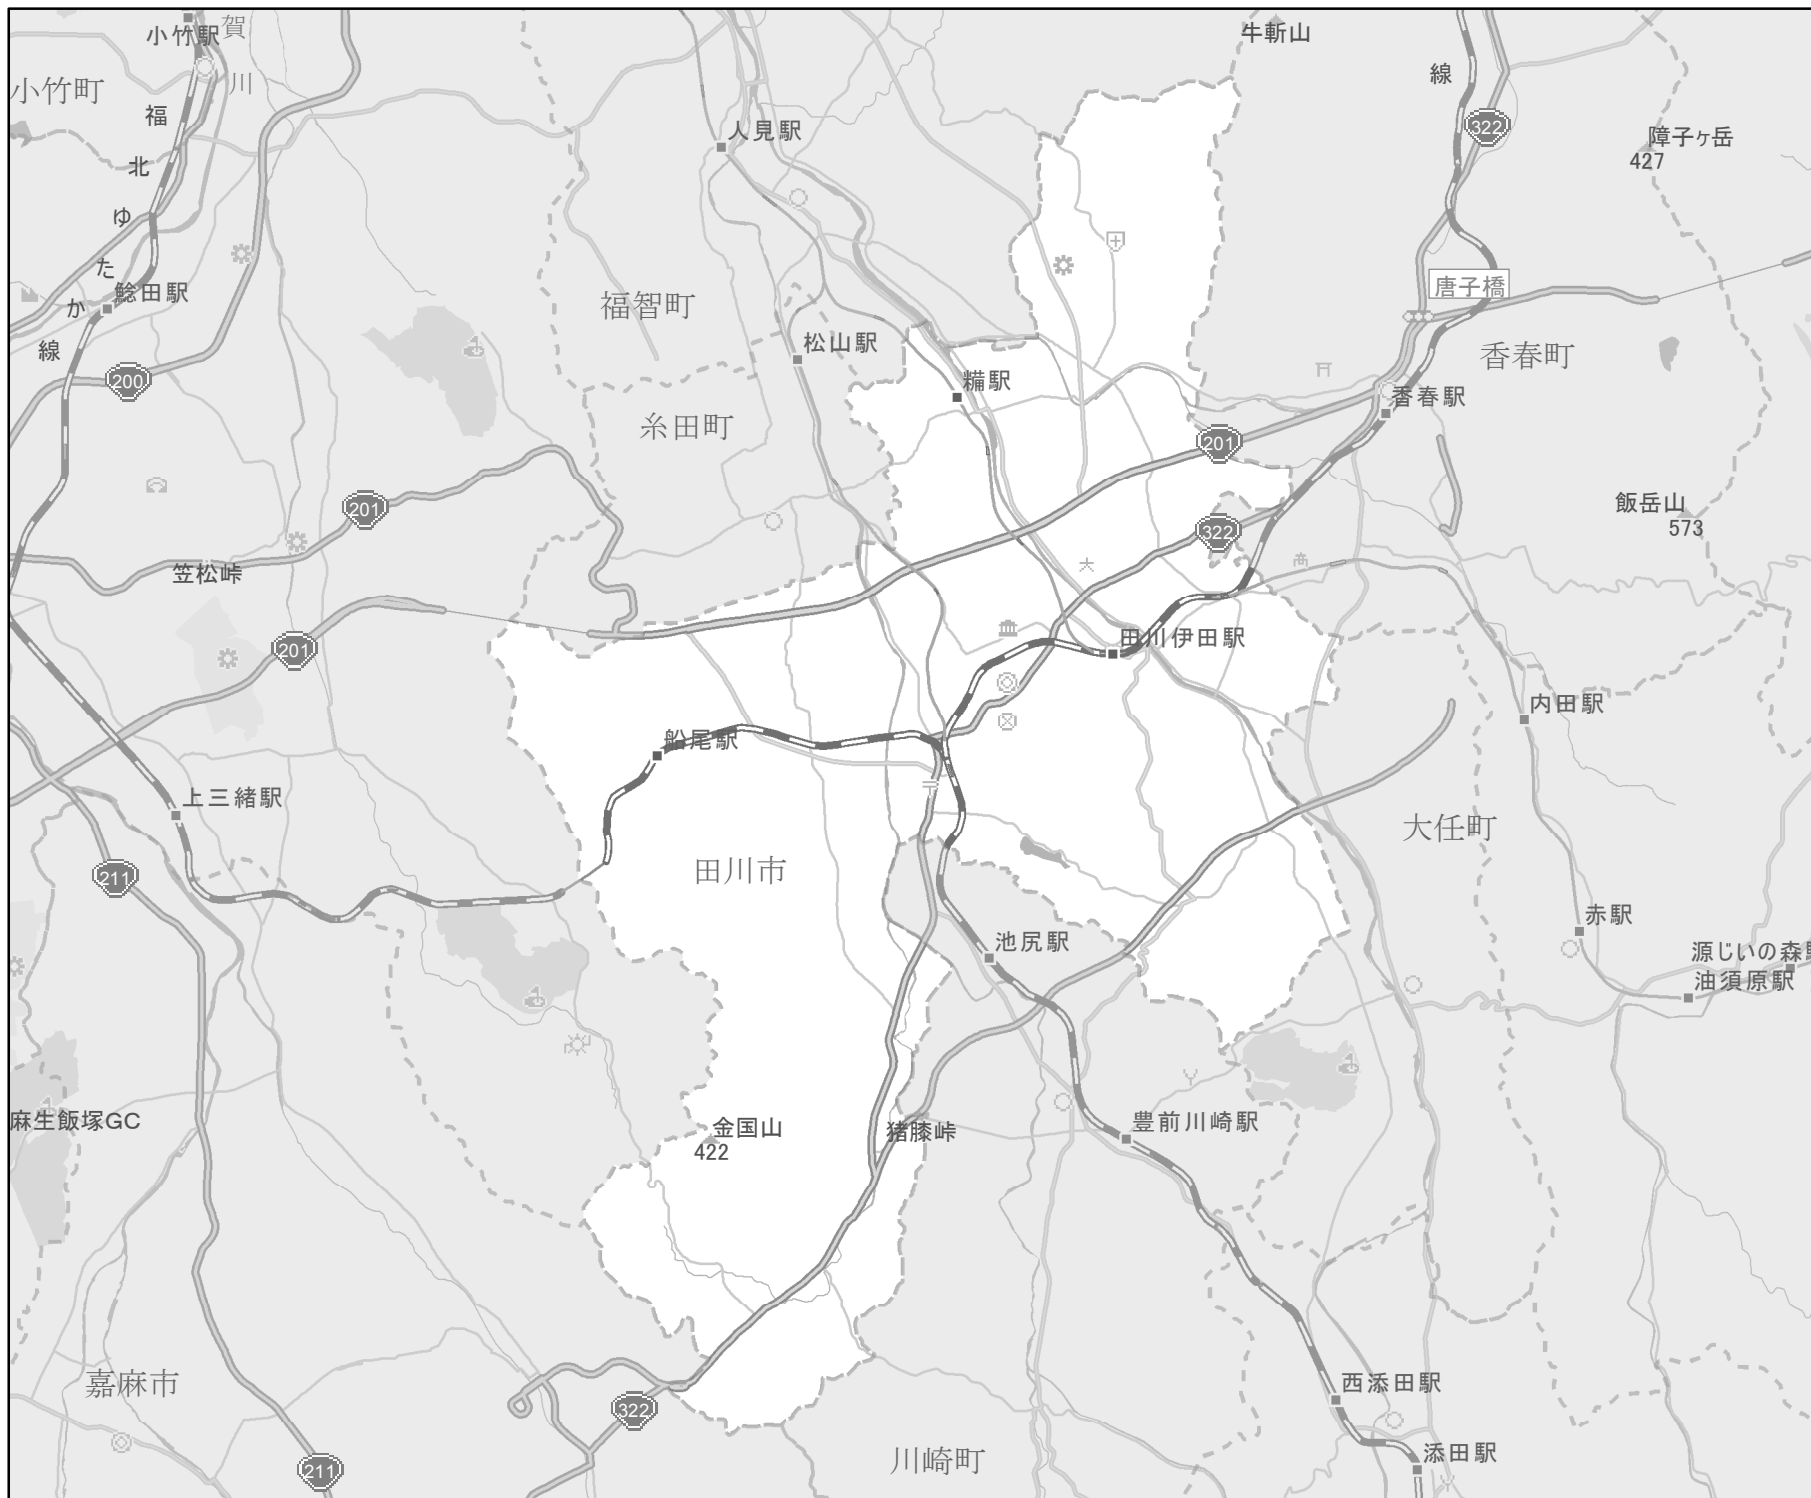 小竹駅
賀
川
小竹町
福
北
ゆ
た
か
線
鯰田駅
200
人見駅
牛斬山
線
322
障子ヶ岳
427
福智町
松山駅
糒駅
糸田町
唐子橋
香春町
香春駅
201
201
322
飯岳山
573
笠松峠
201
田川伊田駅
内田駅
船尾駅
上三緒駅
211
田川市
大任町
池尻駅
赤駅
源じいの森
油須原駅
麻生飯塚GC
金国山
422
猪膝峠
豊前川崎駅
嘉麻市
322
211
川崎町
西添田駅
添田駅